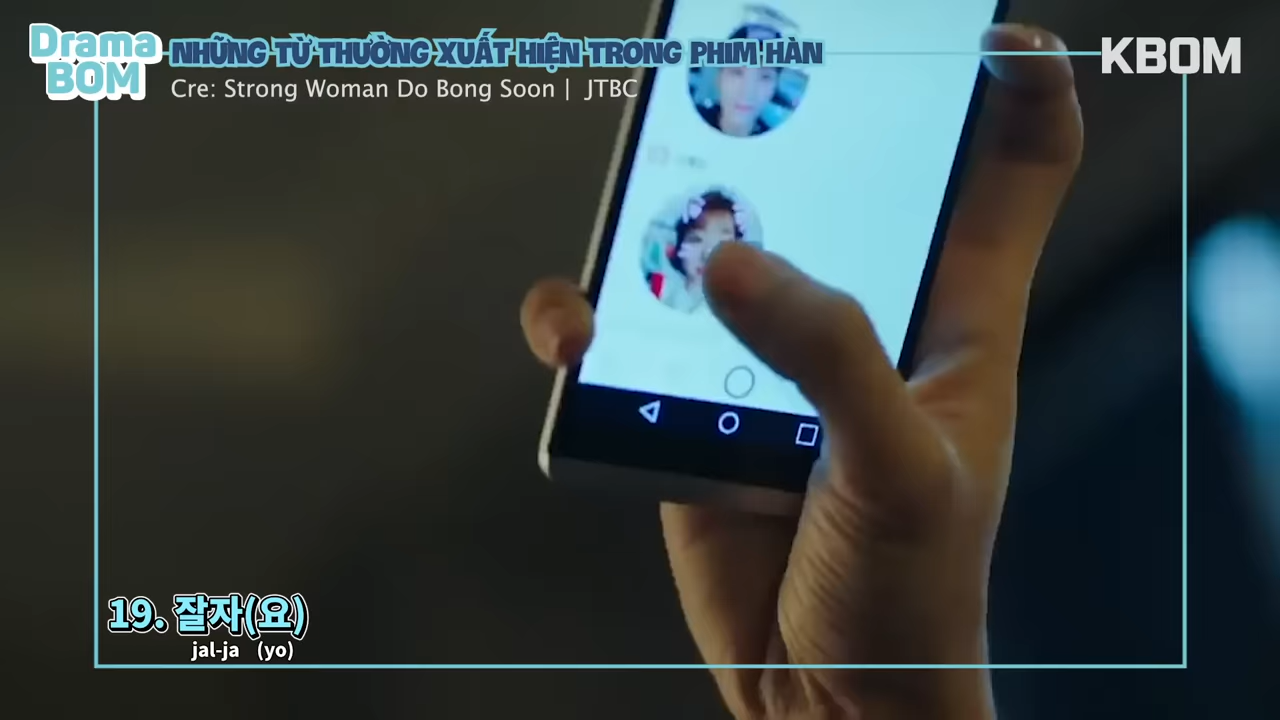 Drama
BOM
NHỮNG TỪ THƯỜNG XUẤT HIỆN TRONG PHIM HÀN
KBOM
Cre: Strong Woman Do Bong Soon | JTBC
19. 잘자(요)
jal-ja (yo)